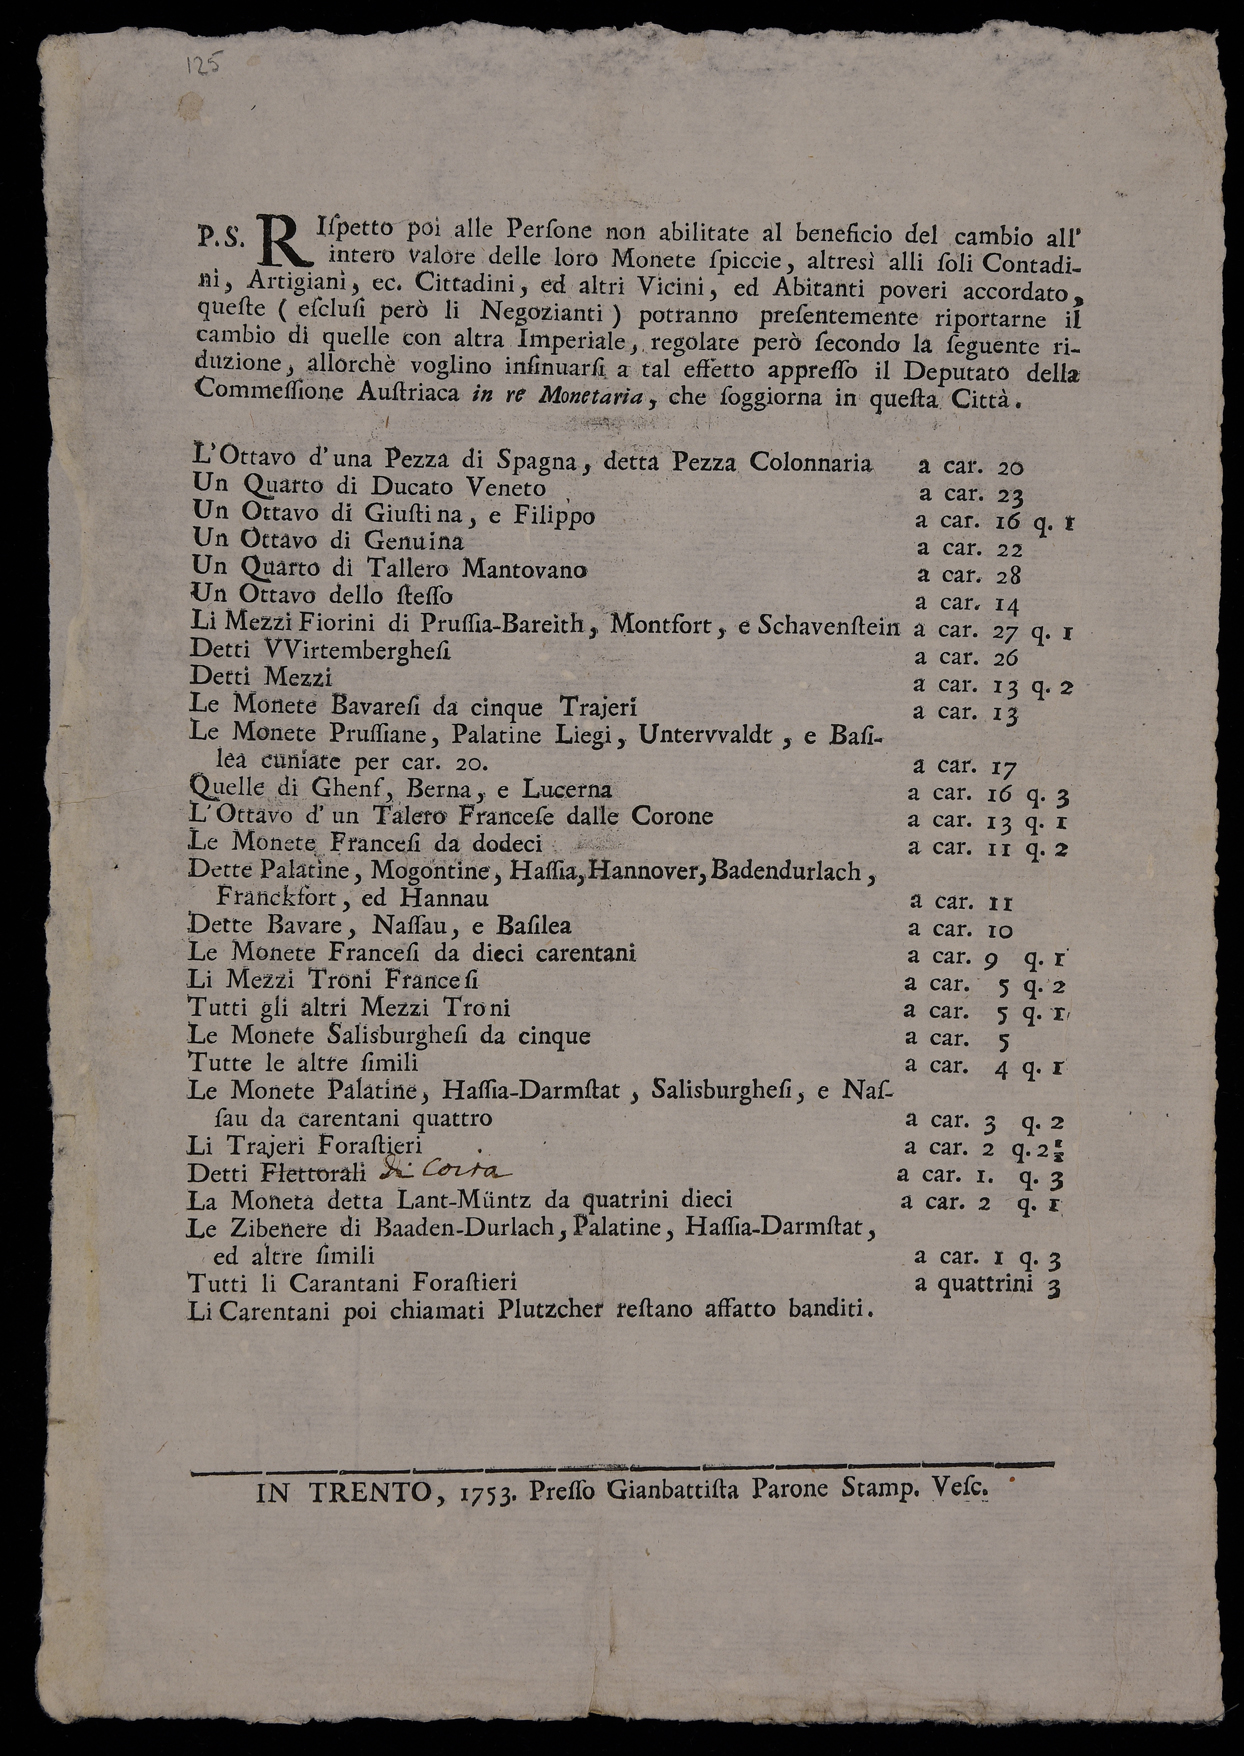 125
P.S. RIſpetto poi alle Perſone non abilitate al beneficio del cambio all'
intero valore delle loro Monete ſpiccie, altresì alli ſoli Contadi-
ni, Artigiani, ec. Cittadini, ed altri Vicini, ed Abitanti poveri accordato,
queſte ( eſcluſi però li Negozianti ) potranno preſentemente riportarne il
cambio di quelle con altra Imperiale, regolate però ſecondo la ſeguente ri-
duzione, allorchè voglino inſinuarſi a tal effetto appreſſo il Deputato della
Commeſſione Auſtriaca in re Monetaria, che ſoggiorna in queſta Città.
L'Ottavo d'una Pezza di Spagna, detta Pezza Colonnaria a car. 20
Un Quarto di Ducato Veneto a car. 23
Un Ottavo di Giuſtina, e Filippo a car. 16 q. 1
Un Ottavo di Genuina a car. 22
Un Quarto di Tallero Mantovano a car. 28
Un Ottavo dello ſteſſo a car. 14
Li Mezzi Fiorini di Pruſſia-Bareith, Montfort, e Schavenſtein a car. 27 q. 1
Detti VVirtembergheſi a car. 26
Detti Mezzi a car. 13 q. 2
Le Monete Bavareſi da cinque Trajeri a car. 13
Le Monete Pruſſiane, Palatine Liegi, Untervvaldt, e Baſi-
lea cuniate per car. 20. a car. 17
Quelle di Ghenf, Berna, e Lucerna a car. 16 q. 3
L'Ottavo d'un Talero Franceſe dalle Corone a car. 13 q. 1
Le Monete Franceſi da dodeci a car. 11 q. 2
Dette Palatine, Mogontine, Haſſia, Hannover, Badendurlach,
Franckfort, ed Hannau a car. 11
Dette Bavare, Naſſau, e Baſilea a car. 10
Le Monete Franceſi da dieci carentani a car. 9 q. 1
Li Mezzi Troni Franceſi a car. 5 q. 2
Tutti gli altri Mezzi Troni a car. 5 q. 1
Le Monete Salisburgheſi da cinque a car. 5
Tutte le altre ſimili a car. 4 q. 1
Le Monete Palatine, Haſſia-Darmſtat, Salisburgheſi, e Naſ-
ſau da carentani quattro a car. 3 q. 2
Li Trajeri Foraſtieri a car. 2 q. 2½
Detti Elettorali di Coira a car. 1. q. 3
La Moneta detta Lant-Müntz da quatrini dieci a car. 2 q. 1
Le Zibenere di Baaden-Durlach, Palatine, Haſſia-Darmſtat,
ed altre ſimili a car. 1 q. 3
Tutti li Carantani Foraſtieri a quattrini 3
Li Carentani poi chiamati Plutzcher reſtano affatto banditi.
IN TRENTO, 1753. Preſſo Gianbattiſta Parone Stamp. Veſc.